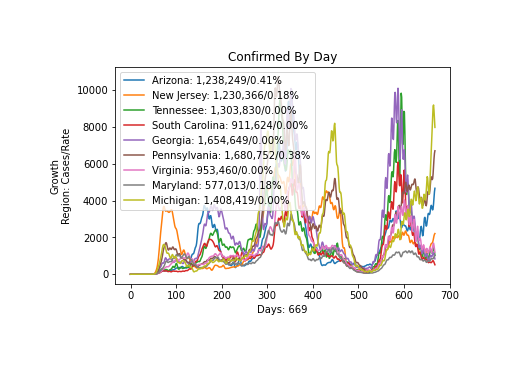 Confirmed By Day
Growth
Region: Cases/Rate
10000
8000
6000
4000
2000
0
Arizona: 1,238,249/0.41%
New Jersey: 1,230,366/0.18%
Tennessee: 1,303,830/0.00%
South Carolina: 911,624/0.00%
Georgia: 1,654,649/0.00%
Pennsylvania: 1,680,752/0.38%
Virginia: 953,460/0.00%
Maryland: 577,013/0.18%
Michigan: 1,408,419/0.00%
0 100 200 300 400 500 600 700
Days: 669